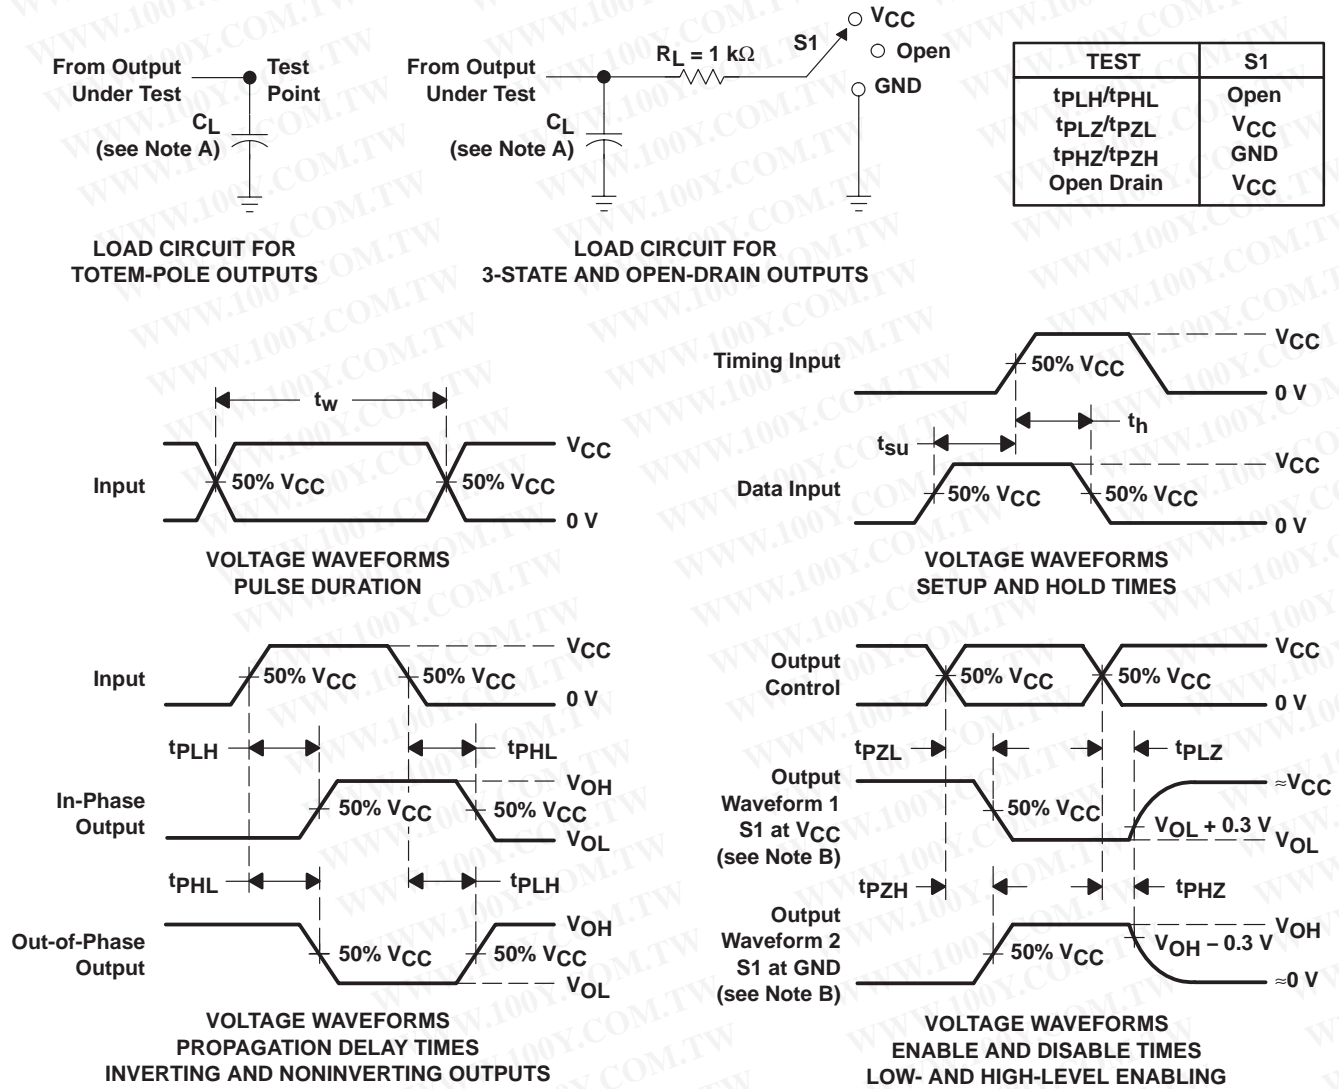 From Output
Under Test
Test
Point
CL
(see Note A)
LOAD CIRCUIT FOR
TOTEM-POLE OUTPUTS
From Output
Under Test
RL = 1 kΩ
S1
VCC
Open
GND
CL
(see Note A)
LOAD CIRCUIT FOR
3-STATE AND OPEN-DRAIN OUTPUTS
TEST S1
tPLH/tPHL Open
tPLZ/tPZL VCC
tPHZ/tPZH GND
Open Drain VCC
tw
Input
50% VCC
50% VCC
VCC
0 V
VOLTAGE WAVEFORMS
PULSE DURATION
Timing Input
50% VCC
VCC
0 V
tsu
th
Data Input
50% VCC
50% VCC
VCC
0 V
VOLTAGE WAVEFORMS
SETUP AND HOLD TIMES
Input
50% VCC
50% VCC
VCC
0 V
tPLH
tPHL
In-Phase
Output
50% VCC
50% VCC
VOH
VOL
tPHL
tPLH
Out-of-Phase
Output
50% VCC
50% VCC
VOH
VOL
VOLTAGE WAVEFORMS
PROPAGATION DELAY TIMES
INVERTING AND NONINVERTING OUTPUTS
Output
Control
50% VCC
50% VCC
VCC
0 V
tPZL
tPLZ
Output
Waveform 1
S1 at VCC
(see Note B)
50% VCC
VOL + 0.3 V
≈VCC
VOL
tPZH
tPHZ
Output
Waveform 2
S1 at GND
(see Note B)
50% VCC
VOH − 0.3 V
VOH
≈0 V
VOLTAGE WAVEFORMS
ENABLE AND DISABLE TIMES
LOW- AND HIGH-LEVEL ENABLING
WWW.100Y.COM.TW